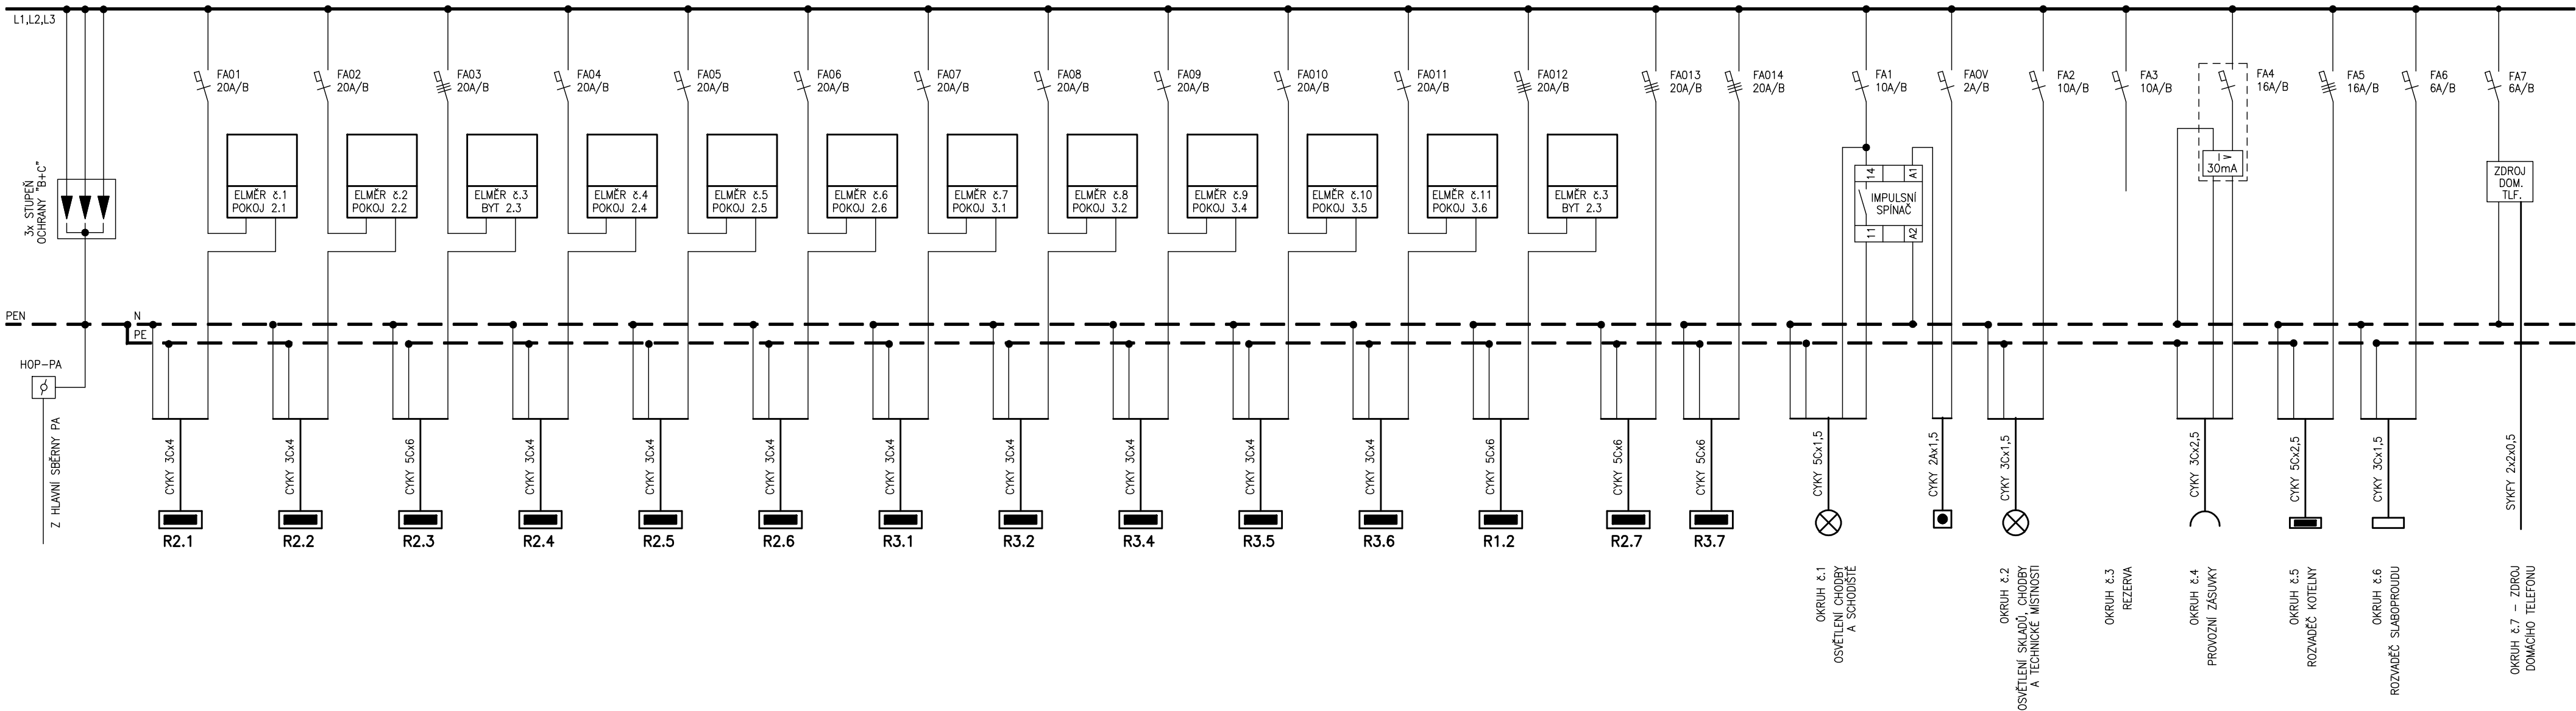 L1,L2,L3
FA01
20A/B
FA02
20A/B
FA03
20A/B
FA04
20A/B
FA05
20A/B
FA06
20A/B
FA07
20A/B
FA08
20A/B
FA09
20A/B
FA010
20A/B
FA011
20A/B
FA012
20A/B
FA013
20A/B
FA014
20A/B
FA1
10A/B
FAOV
2A/B
FA2
10A/B
FA3
10A/B
FA4
16A/B
FA5
16A/B
FA6
6A/B
FA7
6A/B
3x STUPEŇ
OCHRANY "B+C"
ELMĚR č.1
POKOJ 2.1
ELMĚR č.2
POKOJ 2.2
ELMĚR č.3
BYT 2.3
ELMĚR č.4
POKOJ 2.4
ELMĚR č.5
POKOJ 2.5
ELMĚR č.6
POKOJ 2.6
ELMĚR č.7
POKOJ 3.1
ELMĚR č.8
POKOJ 3.2
ELMĚR č.9
POKOJ 3.4
ELMĚR č.10
POKOJ 3.5
ELMĚR č.11
POKOJ 3.6
ELMĚR č.3
BYT 2.3
14
A1
IMPULSNÍ
SPÍNAČ
11
A2
I >
30mA
ZDROJ
DOM.
TLF.
PEN
N
PE
HOP-PA
Z HLAVNÍ SBĚRNY PA
CYKY 3Cx4
CYKY 3Cx4
CYKY 5Cx6
CYKY 3Cx4
CYKY 3Cx4
CYKY 3Cx4
CYKY 3Cx4
CYKY 3Cx4
CYKY 3Cx4
CYKY 3Cx4
CYKY 3Cx4
CYKY 5Cx6
CYKY 5Cx6
CYKY 5Cx6
CYKY 5Cx1,5
CYKY 2Ax1,5
CYKY 3Cx1,5
CYKY 3Cx2,5
CYKY 5Cx2,5
CYKY 3Cx1,5
SYKFY 2x2x0,5
R2.1
R2.2
R2.3
R2.4
R2.5
R2.6
R3.1
R3.2
R3.4
R3.5
R3.6
R1.2
R2.7
R3.7
OKRUH č.1
OSVĚTLENÍ CHODBY
A SCHODIŠTĚ
OKRUH č.2
OSVĚTLENÍ SKLADŮ, CHODBY
A TECHNICKÉ MÍSTNOSTI
OKRUH č.3
REZERVA
OKRUH č.4
PROVOZNÍ ZÁSUVKY
OKRUH č.5
ROZVADĚČ KOTELNY
OKRUH č.6
ROZVADĚČ SLABOPROUDU
OKRUH č.7 – ZDROJ
DOMÁCÍHO TELEFONU